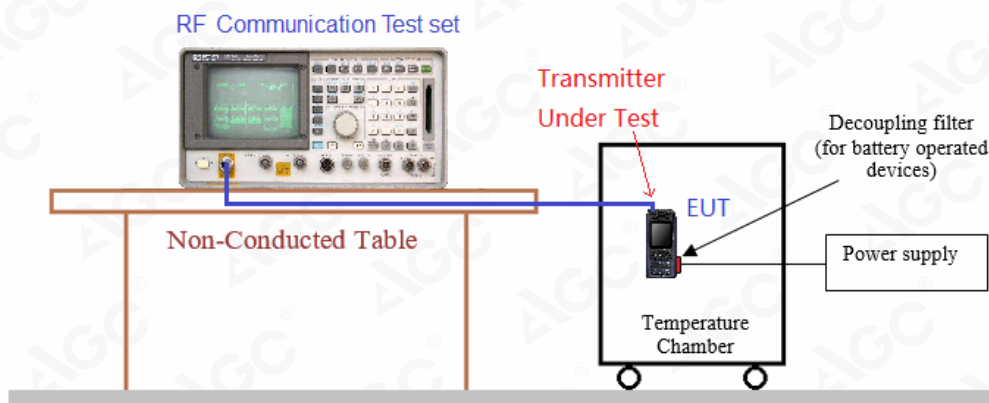 RF Communication Test set
Transmitter
Under Test
Decoupling filter
(for battery operated
devices)
EUT
Non-Conducted Table
Power supply
Temperature
Chamber
AGC